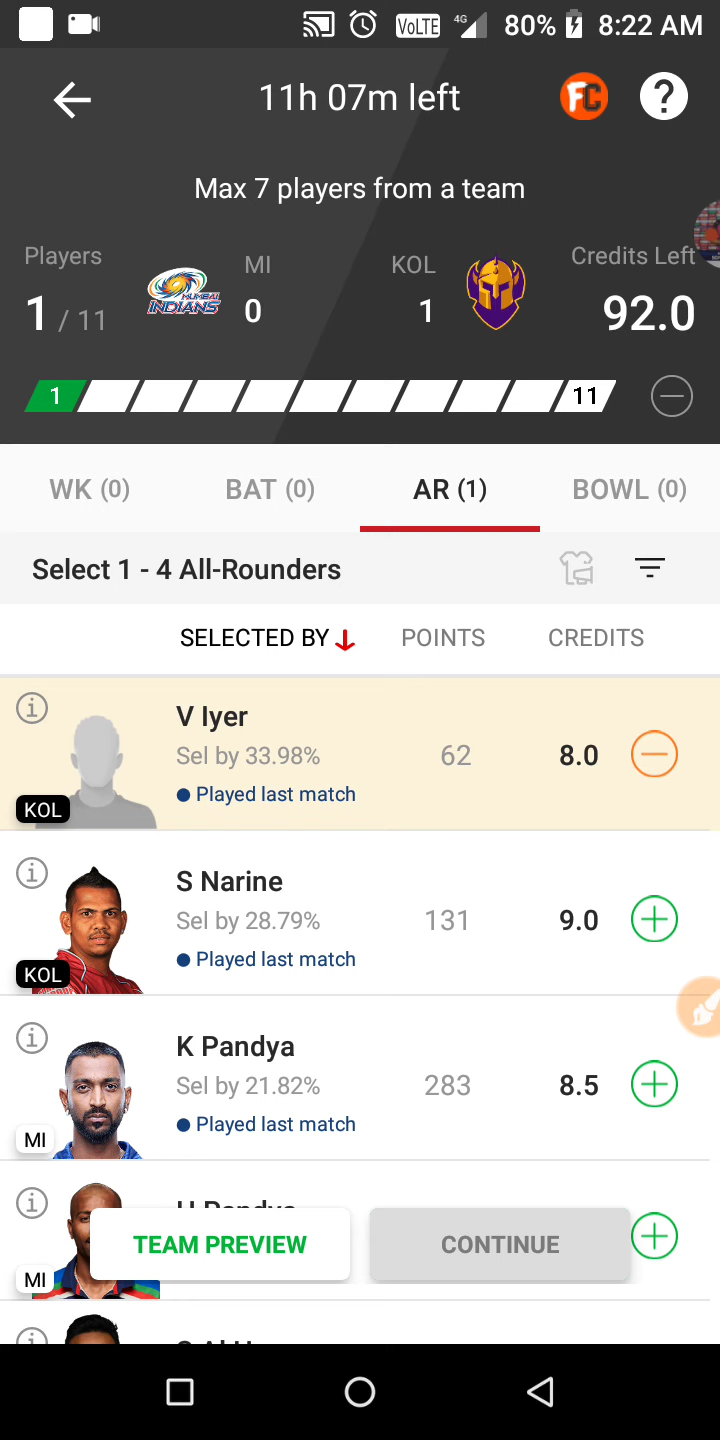 VoLTE 4G 80% 8:22 AM
11h 07m left
FC
?
Max 7 players from a team
Players
MI
KOL
Credits Left
1 / 11
MUMBAI
INDIANS
0
1
92.0
1
11
WK (0)
BAT (0)
AR (1)
BOWL (0)
Select 1 - 4 All-Rounders
SELECTED BY
POINTS
CREDITS
i
V Iyer
Sel by 33.98%
62
8.0
Played last match
KOL
i
S Narine
Sel by 28.79%
131
9.0
Played last match
KOL
i
K Pandya
Sel by 21.82%
283
8.5
Played last match
MI
i
TEAM PREVIEW
CONTINUE
MI
i